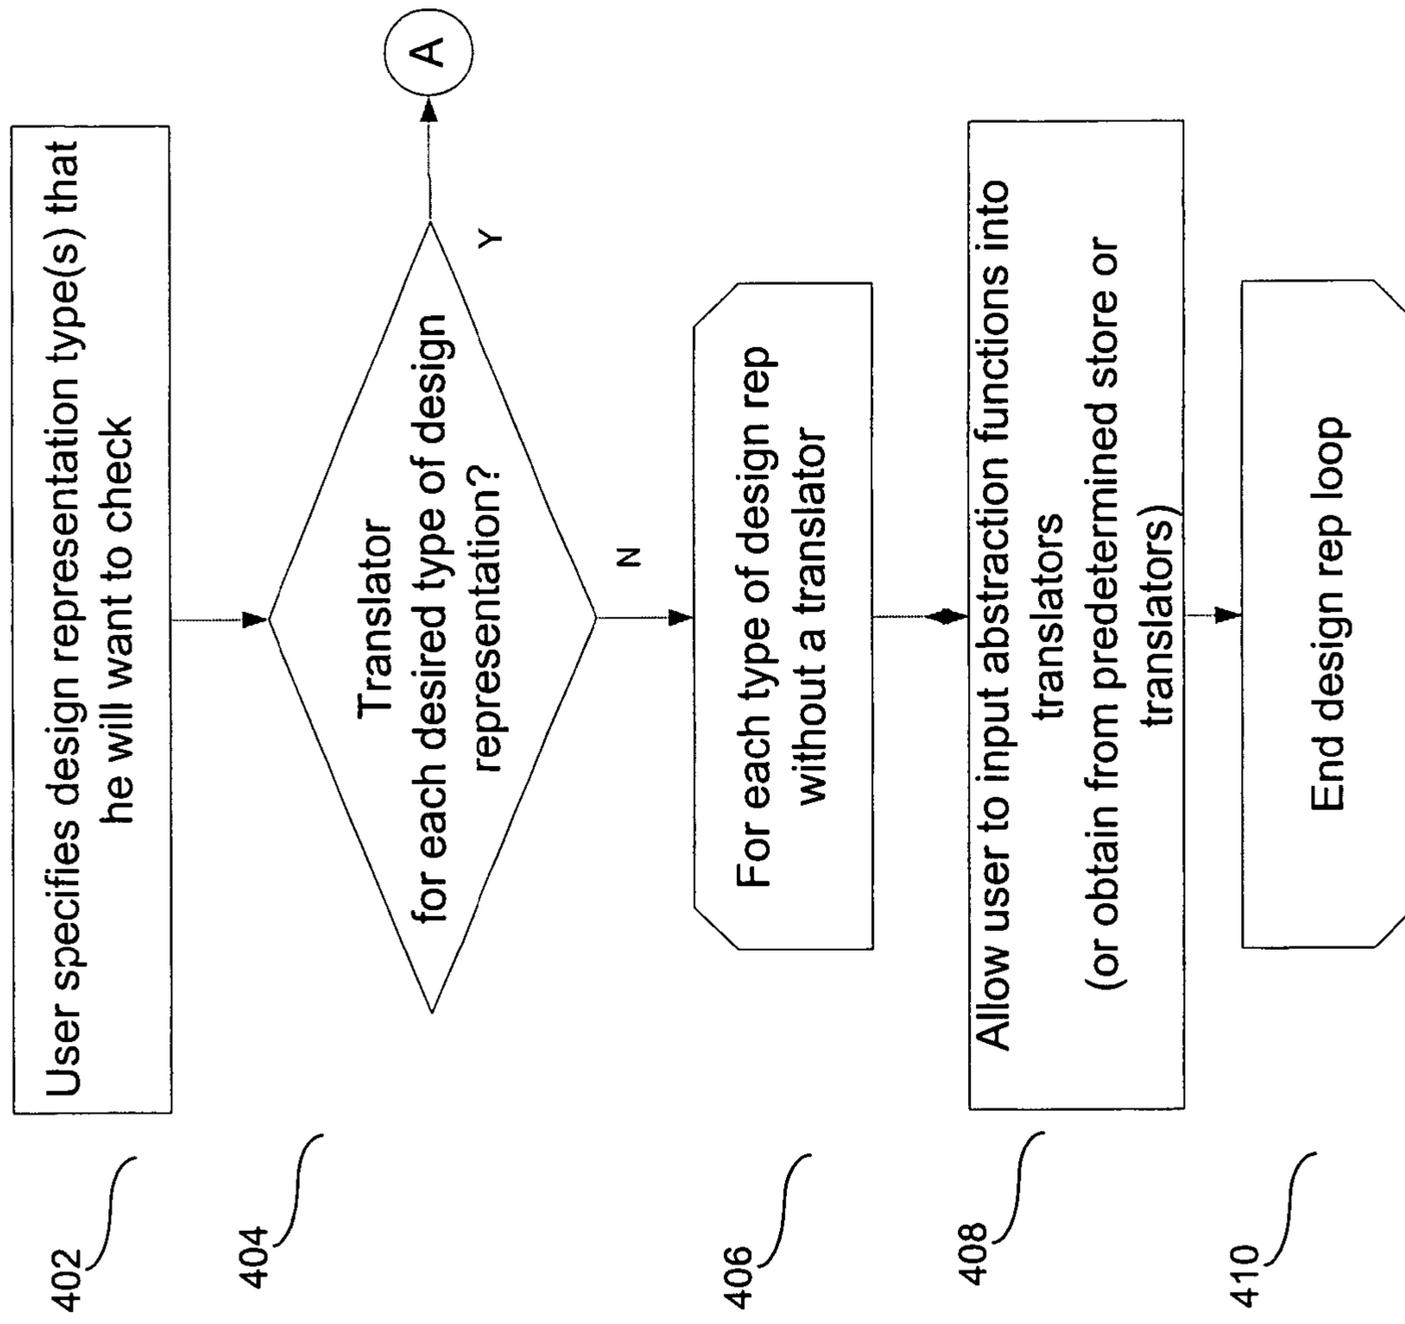 402
User specifies design representation type(s) that
he will want to check
404
Translator
for each desired type of design
representation?
Y
A
N
406
For each type of design rep
without a translator
408
Allow user to input abstraction functions into
translators
(or obtain from predetermined store or
translators)
410
End design rep loop